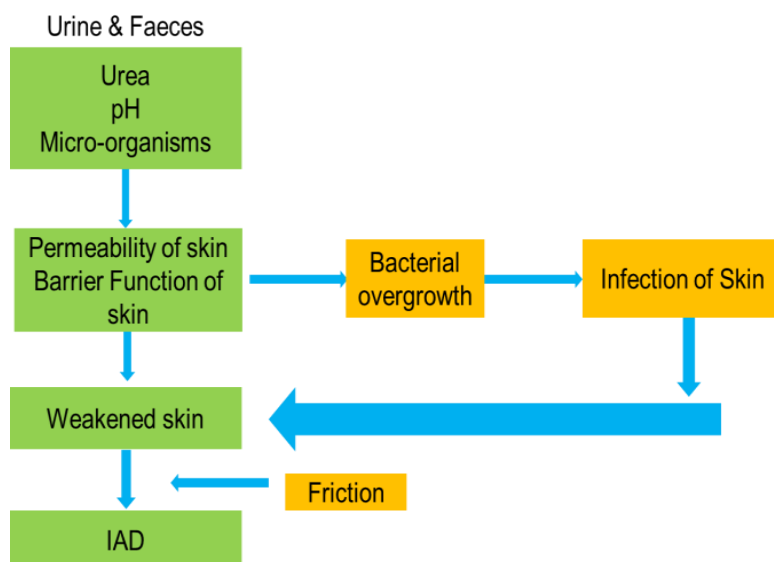 Urine & Faeces
Urea
pH
Micro-organisms
Permeability of skin
Barrier Function of
skin
Bacterial
overgrowth
Infection of Skin
Weakened skin
Friction
IAD